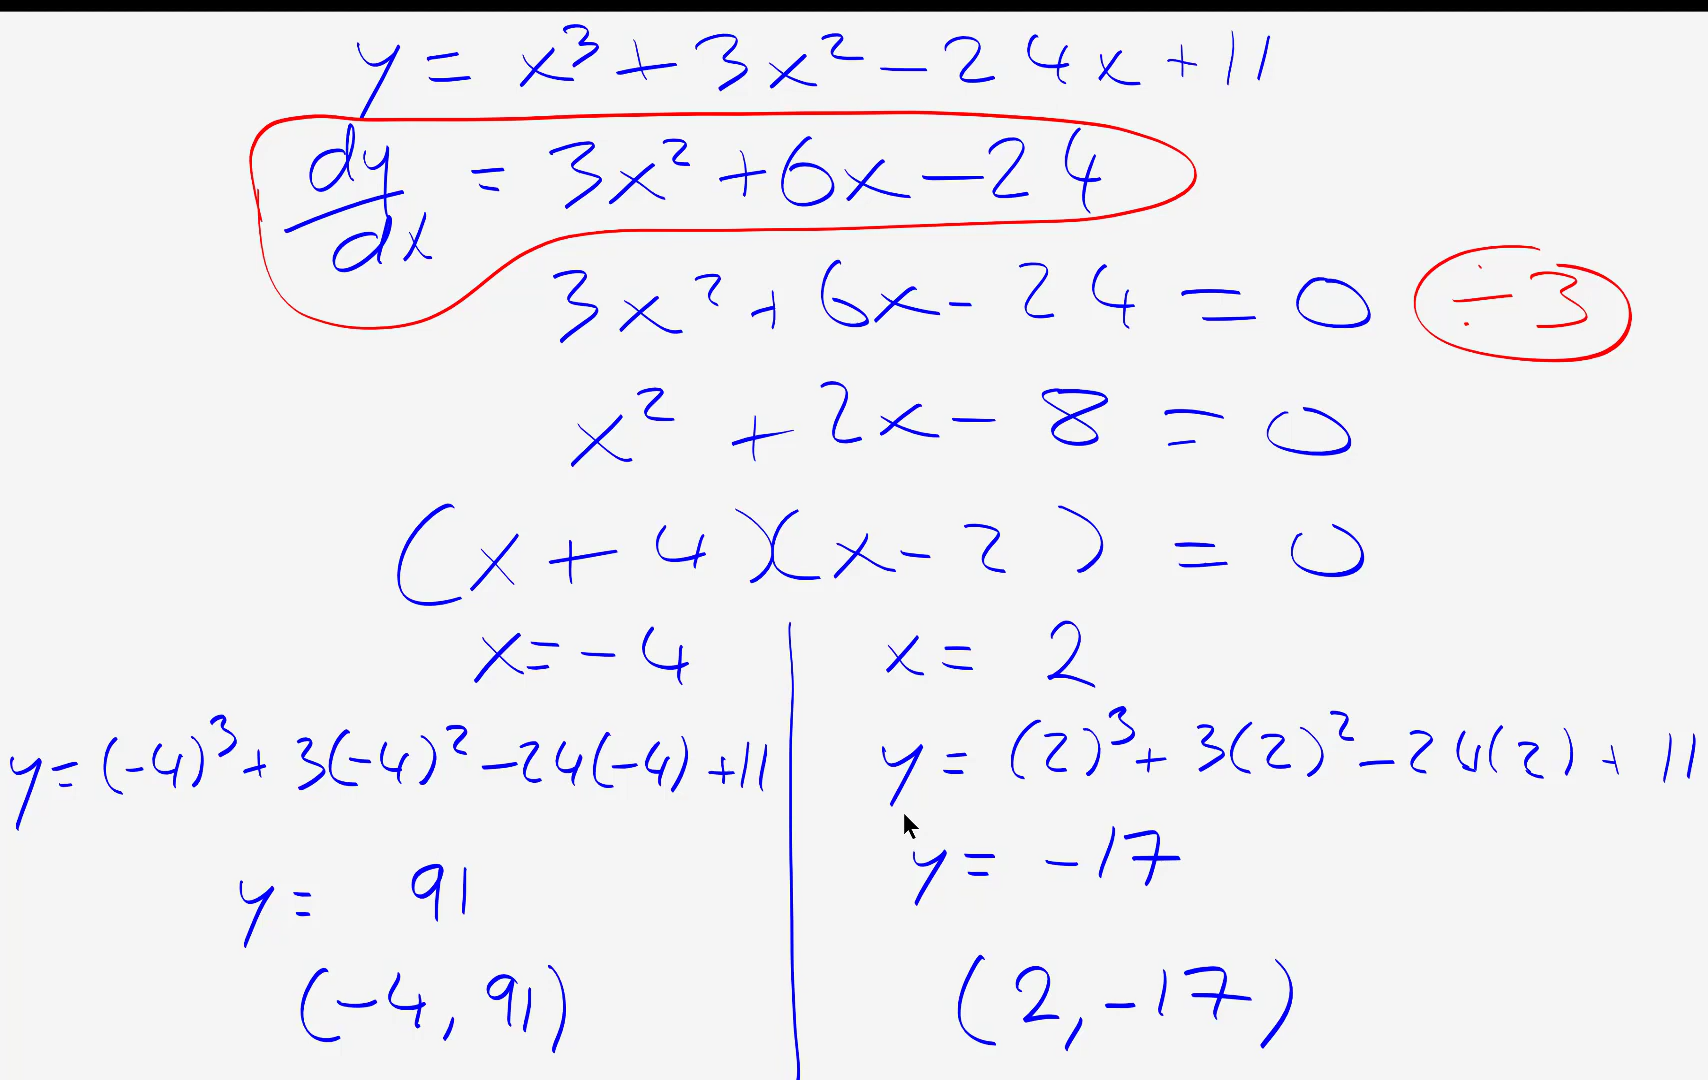 y = x³ + 3x² - 24x + 11
dy/dx = 3x² + 6x - 24
3x² + 6x - 24 = 0 ÷3
x² + 2x - 8 = 0
(x + 4)(x - 2) = 0
x = -4
y = (-4)³ + 3(-4)² - 24(-4) + 11
y = 91
(-4, 91)
x = 2
y = (2)³ + 3(2)² - 24(2) + 11
y = -17
(2, -17)